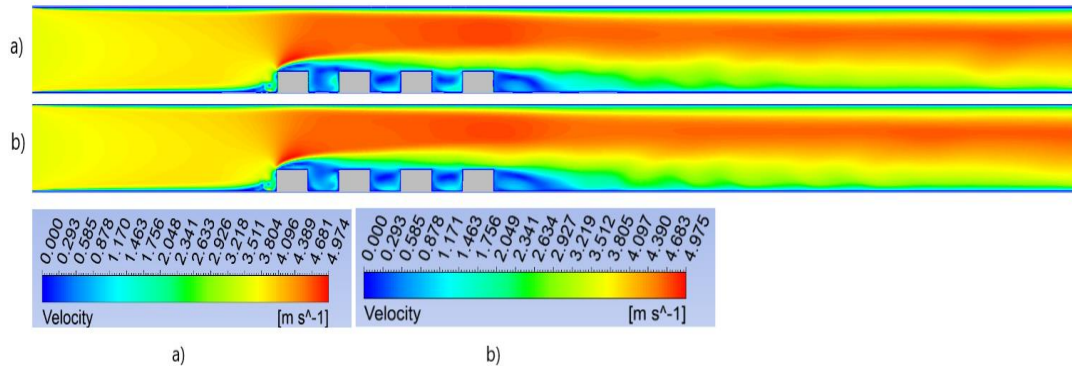 a)
b)
0.000 0.293 0.585 0.878 1.170 1.463 1.756 2.048 2.341 2.633 2.926 3.218 3.511 3.804 4.096 4.389 4.681 4.974
Velocity [m s^-1]
0.000 0.293 0.585 0.878 1.171 1.463 1.756 2.049 2.341 2.634 2.927 3.219 3.512 3.805 4.097 4.390 4.683 4.975
Velocity [m s^-1]
a)
b)